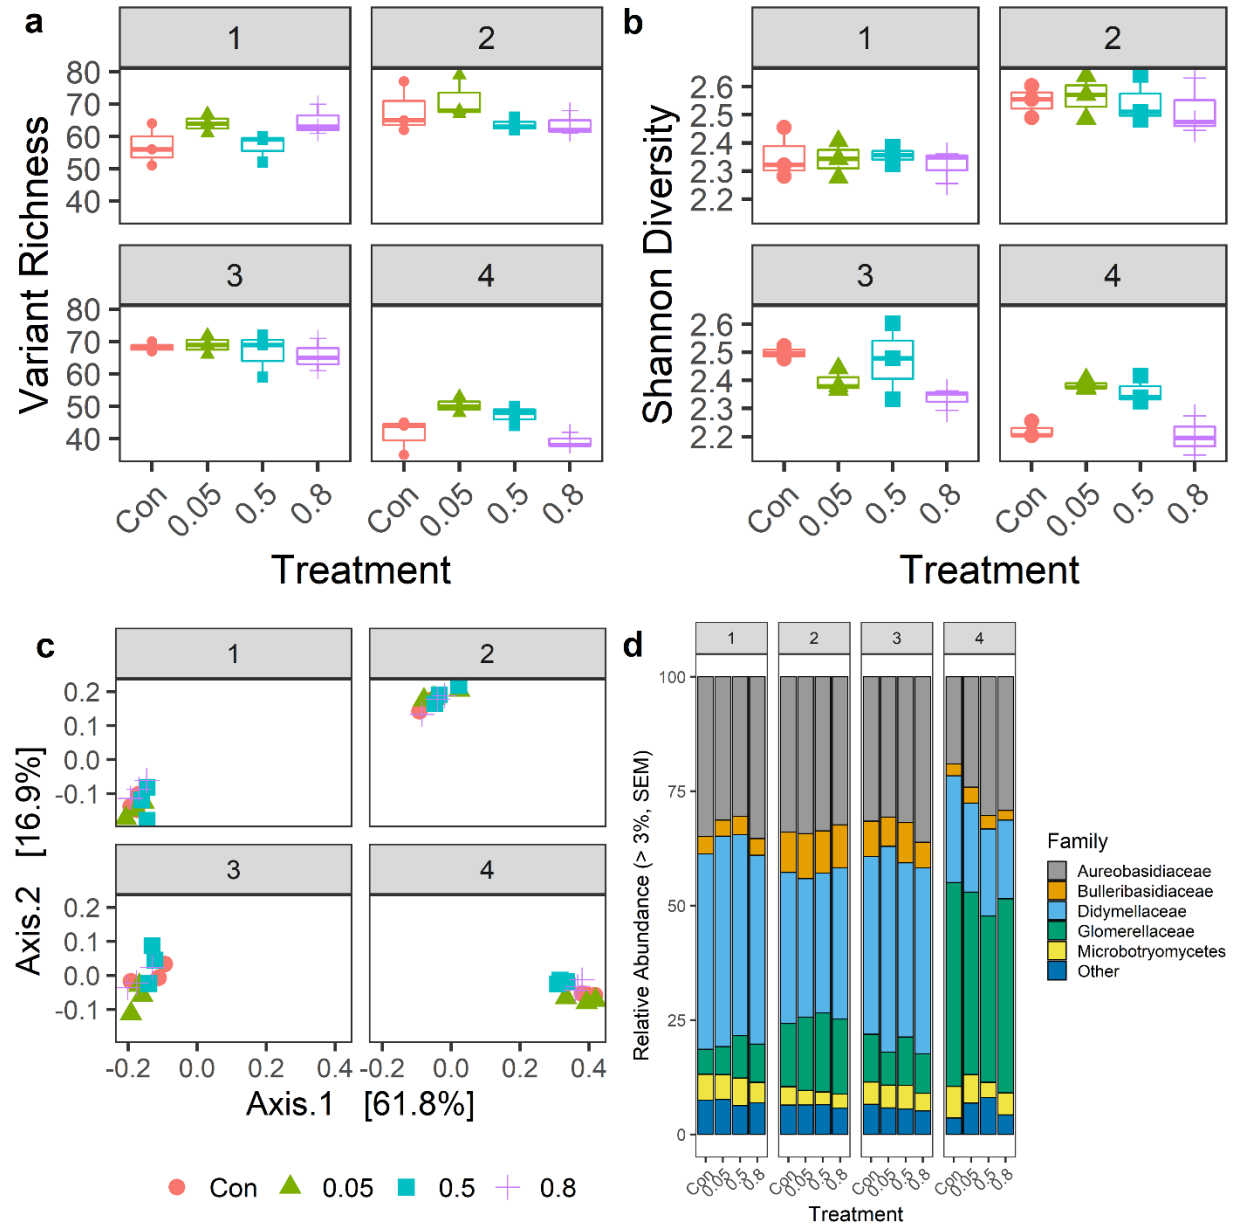 a
1
2
Variant Richness
80
70
60
50
40
3
4
80
70
60
50
40
Con 0.05 0.5 0.8 Con 0.05 0.5 0.8
Treatment
b
1
2
Shannon Diversity
2.6
2.5
2.4
2.3
2.2
3
4
2.6
2.5
2.4
2.3
2.2
Con 0.05 0.5 0.8 Con 0.05 0.5 0.8
Treatment
c
1
2
Axis.2 [16.9%]
0.2
0.1
0.0
-0.1
3
4
0.2
0.1
0.0
-0.1
-0.2 0.0 0.2 0.4 -0.2 0.0 0.2 0.4
Axis.1 [61.8%]
Con 0.05 0.5 0.8
d
1 2 3 4
Relative Abundance (> 3%, SEM)
100
75
50
25
0
Con 0.05 0.5 0.8 Con 0.05 0.5 0.8 Con 0.05 0.5 0.8 Con 0.05 0.5 0.8
Treatment
Family
Aureobasidiaceae
Bulleribasidiaceae
Didymellaceae
Glomerellaceae
Microbotryomycetes
Other